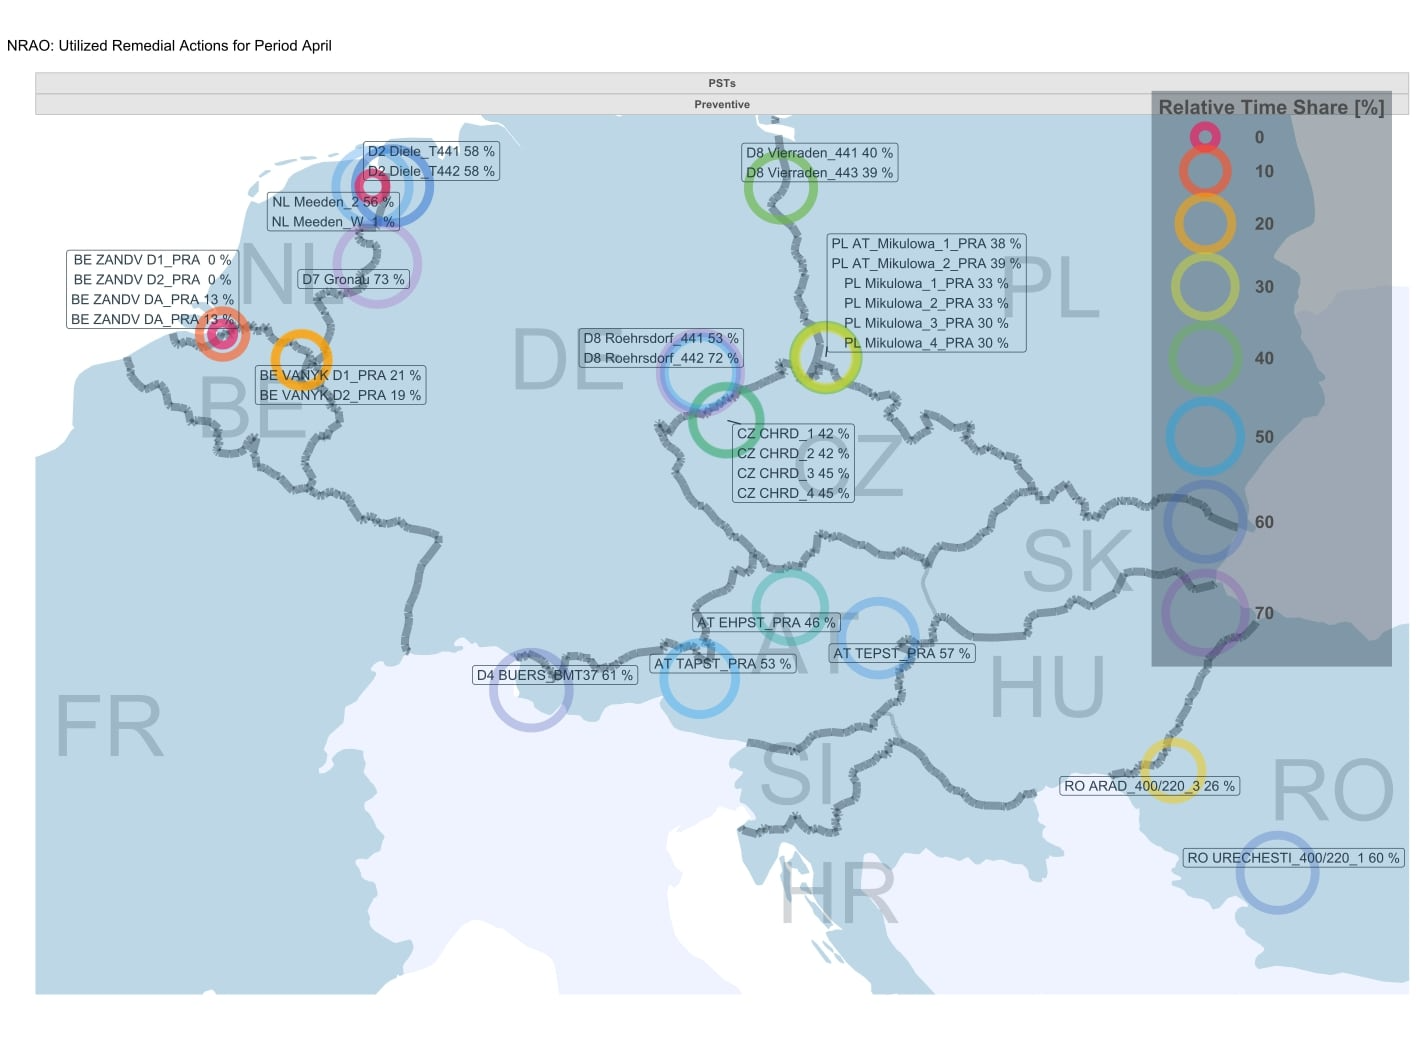 NRAO: Utilized Remedial Actions for Period April
PSTs
Preventive
Relative Time Share [%]
0
10
20
30
40
50
60
70
D2 Diele_T441 58 %
D2 Diele_T442 58 %
NL Meeden_2 56 %
NL Meeden_W 1 %
D8 Vierraden_441 40 %
D8 Vierraden_443 39 %
BE ZANDV D1_PRA 0 %
BE ZANDV D2_PRA 0 %
BE ZANDV DA_PRA 13 %
BE ZANDV DA_PRA 13 %
NL
D7 Gronau 73 %
PL AT_Mikulowa_1_PRA 38 %
PL AT_Mikulowa_2_PRA 39 %
PL Mikulowa_1_PRA 33 %
PL Mikulowa_2_PRA 33 %
PL Mikulowa_3_PRA 30 %
PL Mikulowa_4_PRA 30 %
PL
DE
D8 Roehrsdorf_441 53 %
D8 Roehrsdorf_442 72 %
BE VANYK D1_PRA 21 %
BE VANYK D2_PRA 19 %
BE
CZ CHRD_1 42 %
CZ CHRD_2 42 %
CZ CHRD_3 45 %
CZ CHRD_4 45 %
CZ
SK
AT EHPST_PRA 46 %
AT
AT TEPST_PRA 57 %
AT TAPST_PRA 53 %
D4 BUERS_BMT37 61 %
HU
FR
SI
RO ARAD_400/220_3 26 %
RO
RO URECHESTI_400/220_1 60 %
HR